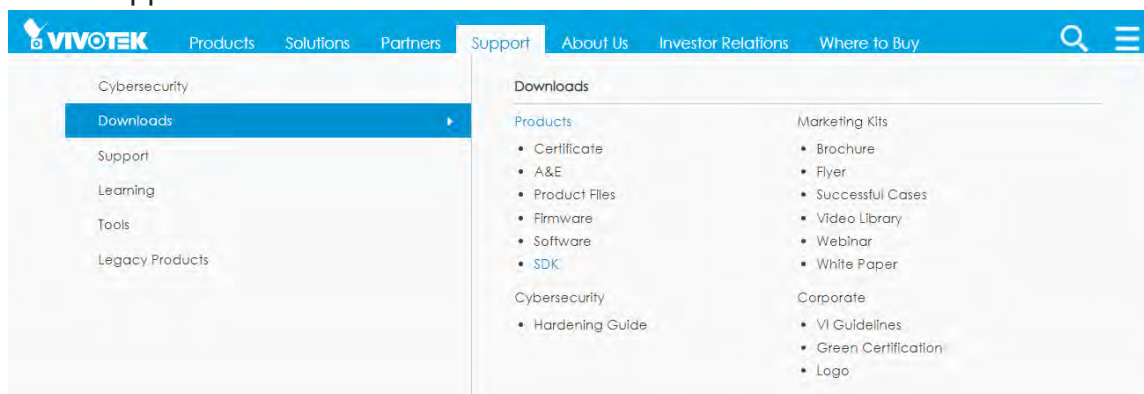 VIVOTEK Products Solutions Partners Support About Us Investor Relations Where to Buy
Cybersecurity
Downloads
Support
Learning
Tools
Legacy Products
Downloads
Products
• Certificate
• A&E
• Product Files
• Firmware
• Software
• SDK
Cybersecurity
• Hardening Guide
Marketing Kits
• Brochure
• Flyer
• Successful Cases
• Video Library
• Webinar
• White Paper
Corporate
• VI Guidelines
• Green Certification
• Logo